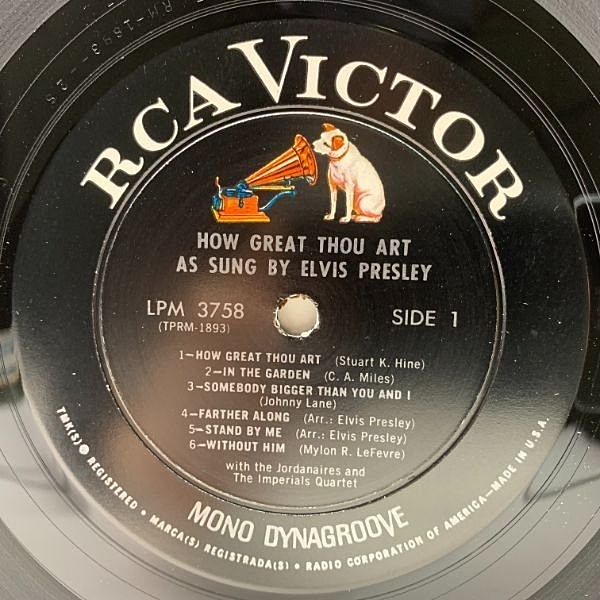 RCA VICTOR
HOW GREAT THOU ART
AS SUNG BY ELVIS PRESLEY
LPM 3758
(TPRM-1893)
SIDE 1
1—HOW GREAT THOU ART (Stuart K. Hine)
2—IN THE GARDEN (C. A. Miles)
3—SOMEBODY BIGGER THAN YOU AND I
(Johnny Lane)
4—FARTHER ALONG (Arr.: Elvis Presley)
5—STAND BY ME (Arr.: Elvis Presley)
6—WITHOUT HIM (Mylon R. LeFevre)
with the Jordanaires and
The Imperials Quartet
MONO DYNAGROOVE
TMK(S) ® REGISTERED • MARCA(S) REGISTRADA(S) • RADIO CORPORATION OF AMERICA—MADE IN U.S.A.